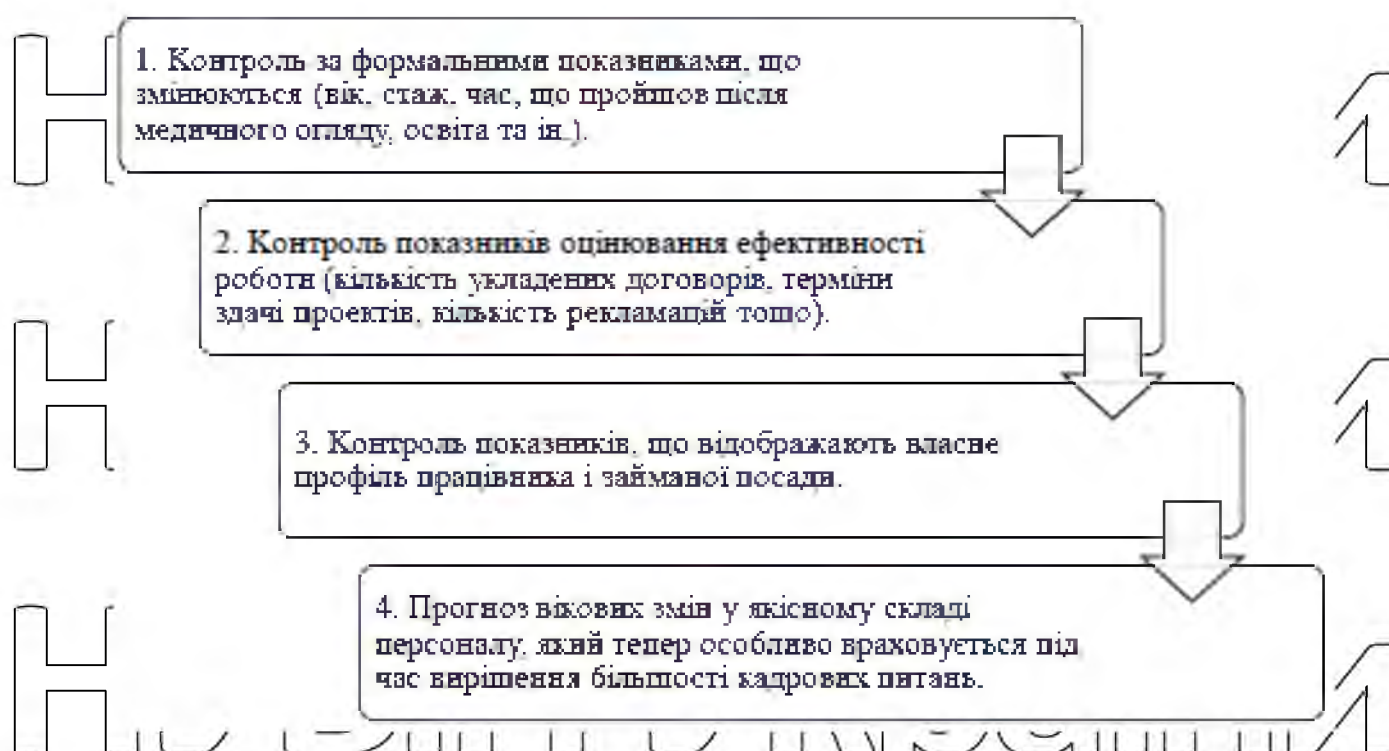 1. Контроль за формальними показниками, що
змінюються (вік, стаж, час, що пройшов після
медичного огляду, освіта та ін.).
2. Контроль показників оцінювання ефективності
роботи (кількість укладених договорів, терміни
здачі проектів, кількість рекламацій тощо).
3. Контроль показників, що відображають власне
профіль працівника і займаної посади.
4. Прогноз вікових змін у якісному складі
персоналу, який тепер особливо враховується під
час вирішення більшості кадрових питань.